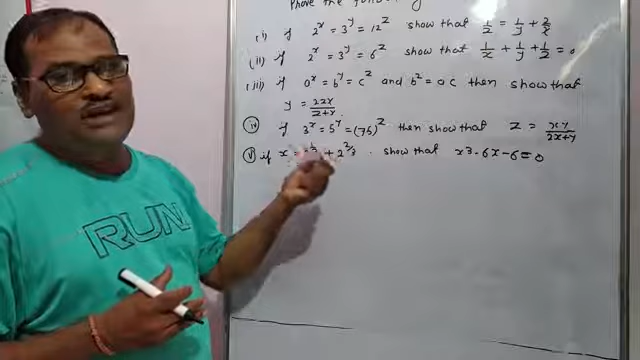 Prove the following
(i) if 2^x = 3^y = 12^z show that 1/z = 1/y + 2/x
(ii) if 2^x = 3^y = 6^z show that 1/x + 1/y + 1/z = 0
(iii) if a^x = b^y = c^z and b^2 = ac then show that
y = 2zx/z+x
(iv) if 3^x = 5^y = (75)^z then show that z = xy/2x+y
(v) if x = + 2^2/3 . show that x3 - 6x - 6 = 0
RUN